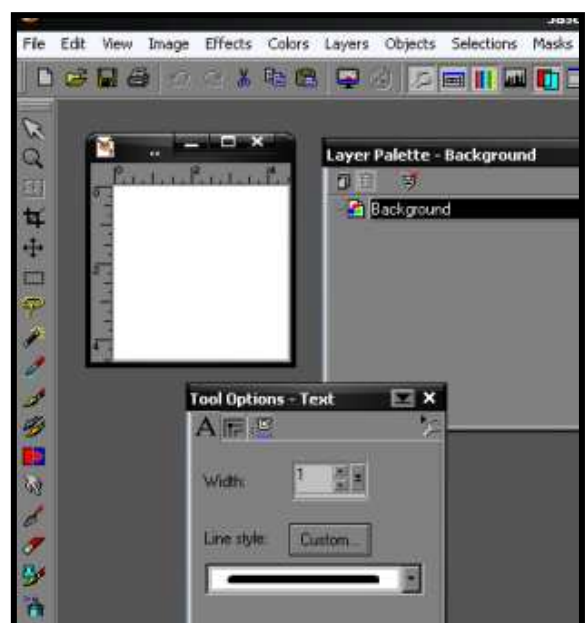 Jasc
File Edit View Image Effects Colors Layers Objects Selections Masks
..
Layer Palette - Background
Background
Tool Options - Text
A
Width: 1
Line style: Custom...